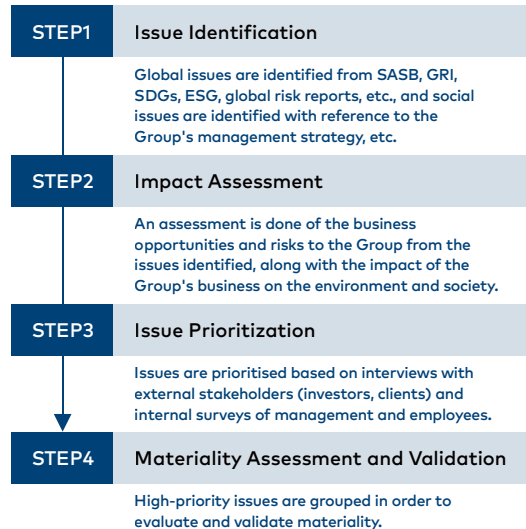 STEP1 Issue Identification
Global issues are identified from SASB, GRI,
SDGs, ESG, global risk reports, etc., and social
issues are identified with reference to the
Group's management strategy, etc.
STEP2 Impact Assessment
An assessment is done of the business
opportunities and risks to the Group from the
issues identified, along with the impact of the
Group's business on the environment and society.
STEP3 Issue Prioritization
Issues are prioritised based on interviews with
external stakeholders (investors, clients) and
internal surveys of management and employees.
STEP4 Materiality Assessment and Validation
High-priority issues are grouped in order to
evaluate and validate materiality.